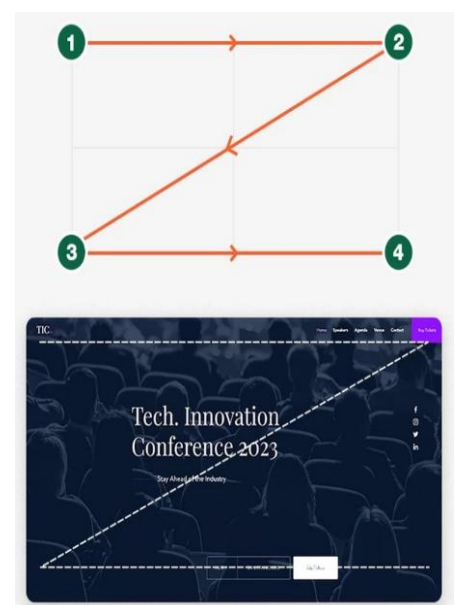 1
2
3
4
TIC
Home Speakers Agenda Venue Contact Buy Tickets
Tech. Innovation
Conference 2023
Stay Ahead of the Industry